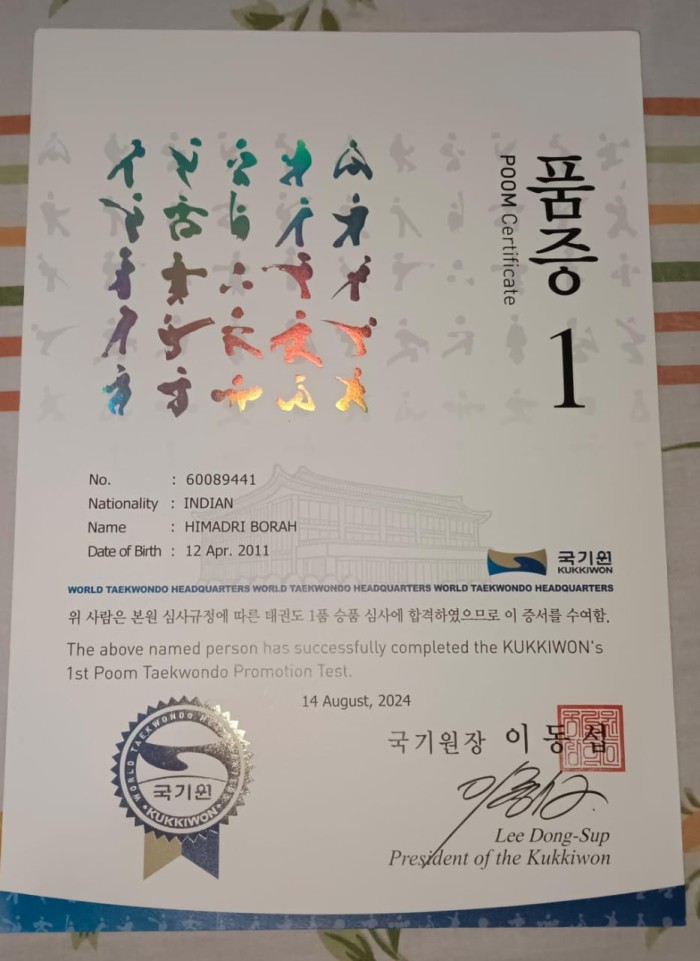 품증
POOM Certificate
1
No. : 60089441
Nationality : INDIAN
Name : HIMADRI BORAH
Date of Birth : 12 Apr. 2011
국기원
KUKKIWON
WORLD TAEKWONDO HEADQUARTERS WORLD TAEKWONDO HEADQUARTERS WORLD TAEKWONDO HEADQUARTERS
위 사람은 본원 심사규정에 따른 태권도 1품 승품 심사에 합격하였으므로 이 증서를 수여함.
The above named person has successfully completed the KUKKIWON's
1st Poom Taekwondo Promotion Test.
14 August, 2024
국기원장 이동섭
Lee Dong-Sup
President of the Kukkiwon
WORLD TAEKWONDO
국기원
KUKKIWON